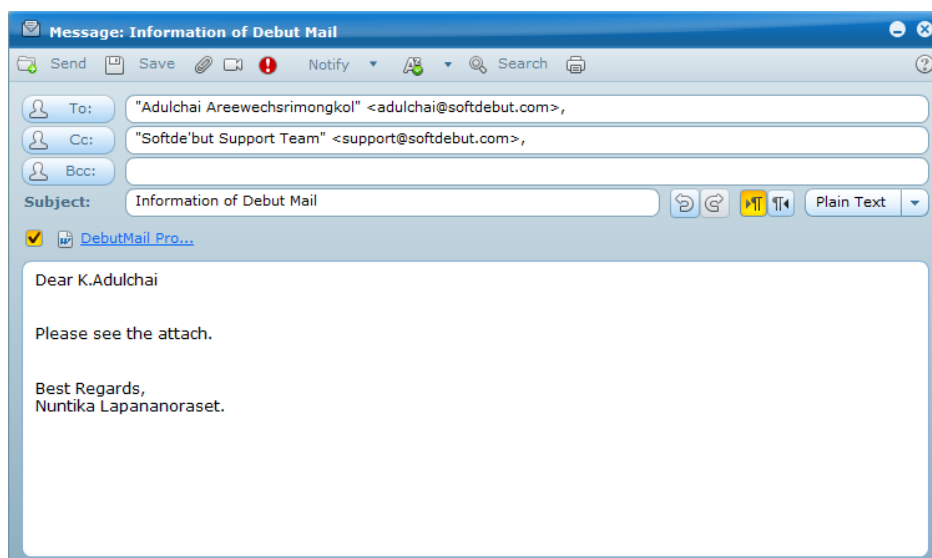 Message: Information of Debut Mail
Send Save Notify Search
To: "Adulchai Areewechsrimongkol" <adulchai@softdebut.com>,
Cc: "Softde'but Support Team" <support@softdebut.com>,
Bcc:
Subject: Information of Debut Mail Plain Text
DebutMail Pro...
Dear K.Adulchai
Please see the attach.
Best Regards,
Nuntika Lapananoraset.